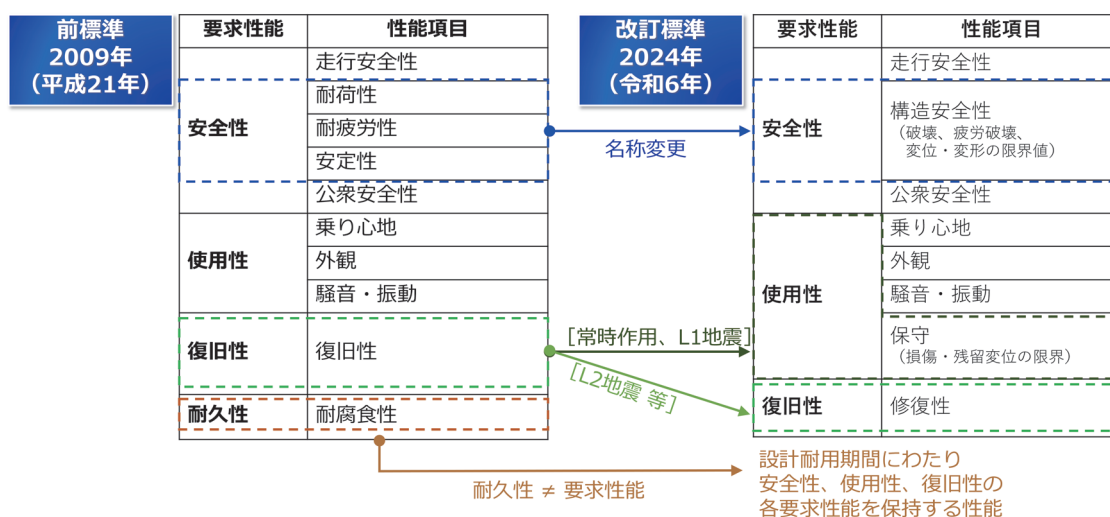 前標準
2009年
（平成21年）
要求性能 性能項目
安全性
走行安全性
耐荷性
耐疲労性
安定性
公衆安全性
使用性
乗り心地
外観
騒音・振動
復旧性 復旧性
耐久性 耐腐食性
名称変更
[常時作用、L1地震]
[L2地震 等]
耐久性 ≠ 要求性能
改訂標準
2024年
（令和6年）
要求性能 性能項目
安全性
走行安全性
構造安全性
（破壊、疲労破壊、
変位・変形の限界値）
公衆安全性
使用性
乗り心地
外観
騒音・振動
保守
（損傷・残留変位の限界）
復旧性 修復性
設計耐用期間にわたり
安全性、使用性、復旧性の
各要求性能を保持する性能